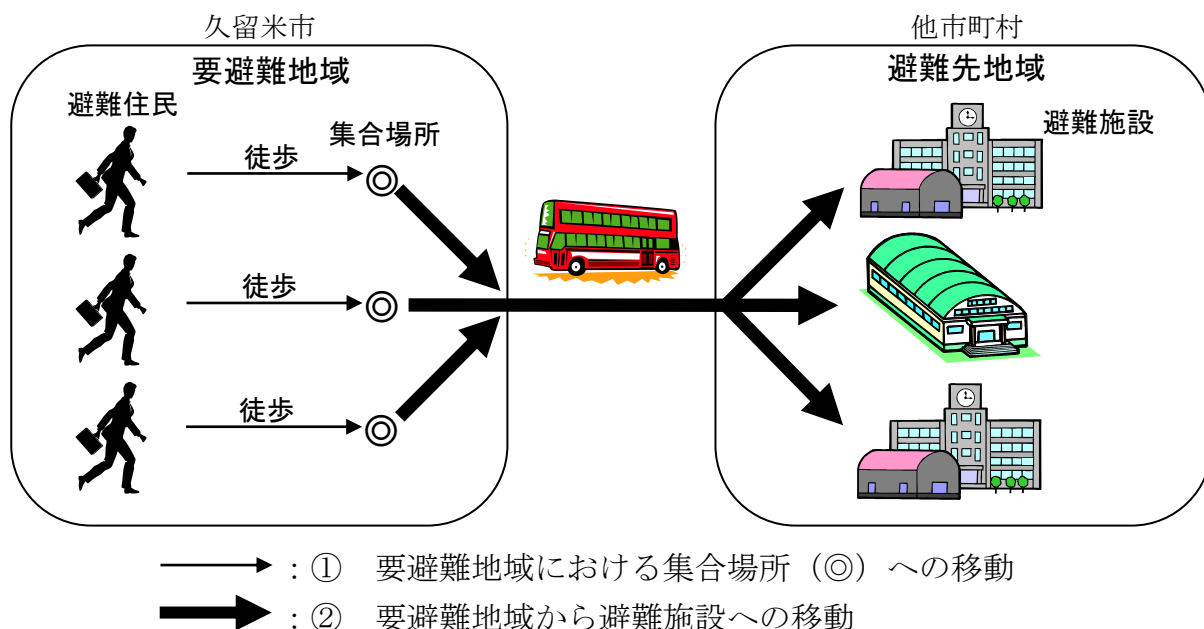 久留米市
他市町村
要避難地域
避難先地域
避難住民
集合場所
避難施設
徒歩
◎
徒歩
◎
徒歩
◎
：① 要避難地域における集合場所（◎）への移動
：② 要避難地域から避難施設への移動